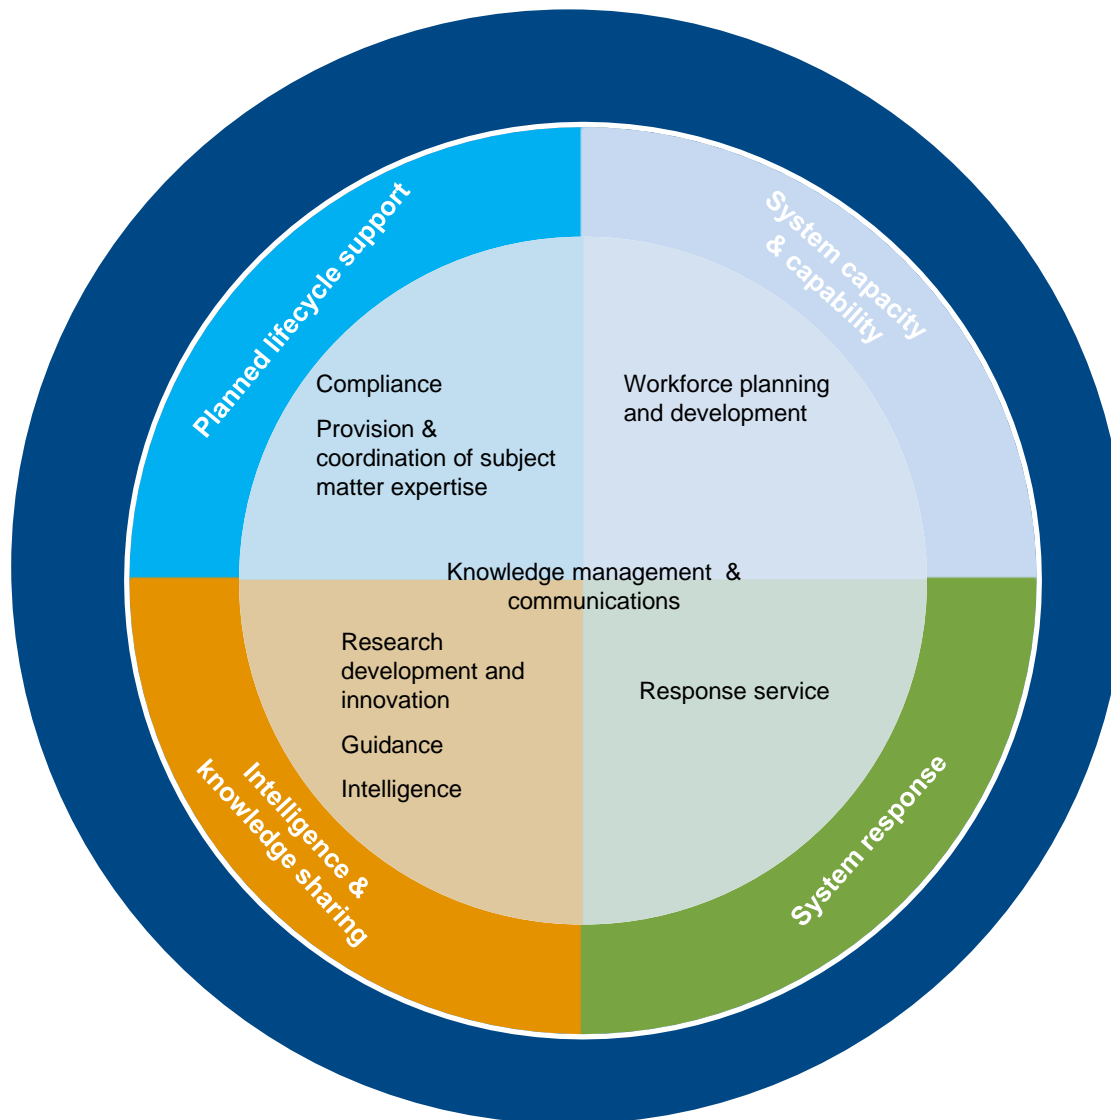 Planned lifecycle support
System capacity
& capability
Compliance
Provision &
coordination of subject
matter expertise
Workforce planning
and development
Knowledge management  &
communications
Research
development and
innovation
Guidance
Intelligence
Response service
Intelligence &
knowledge sharing
System response